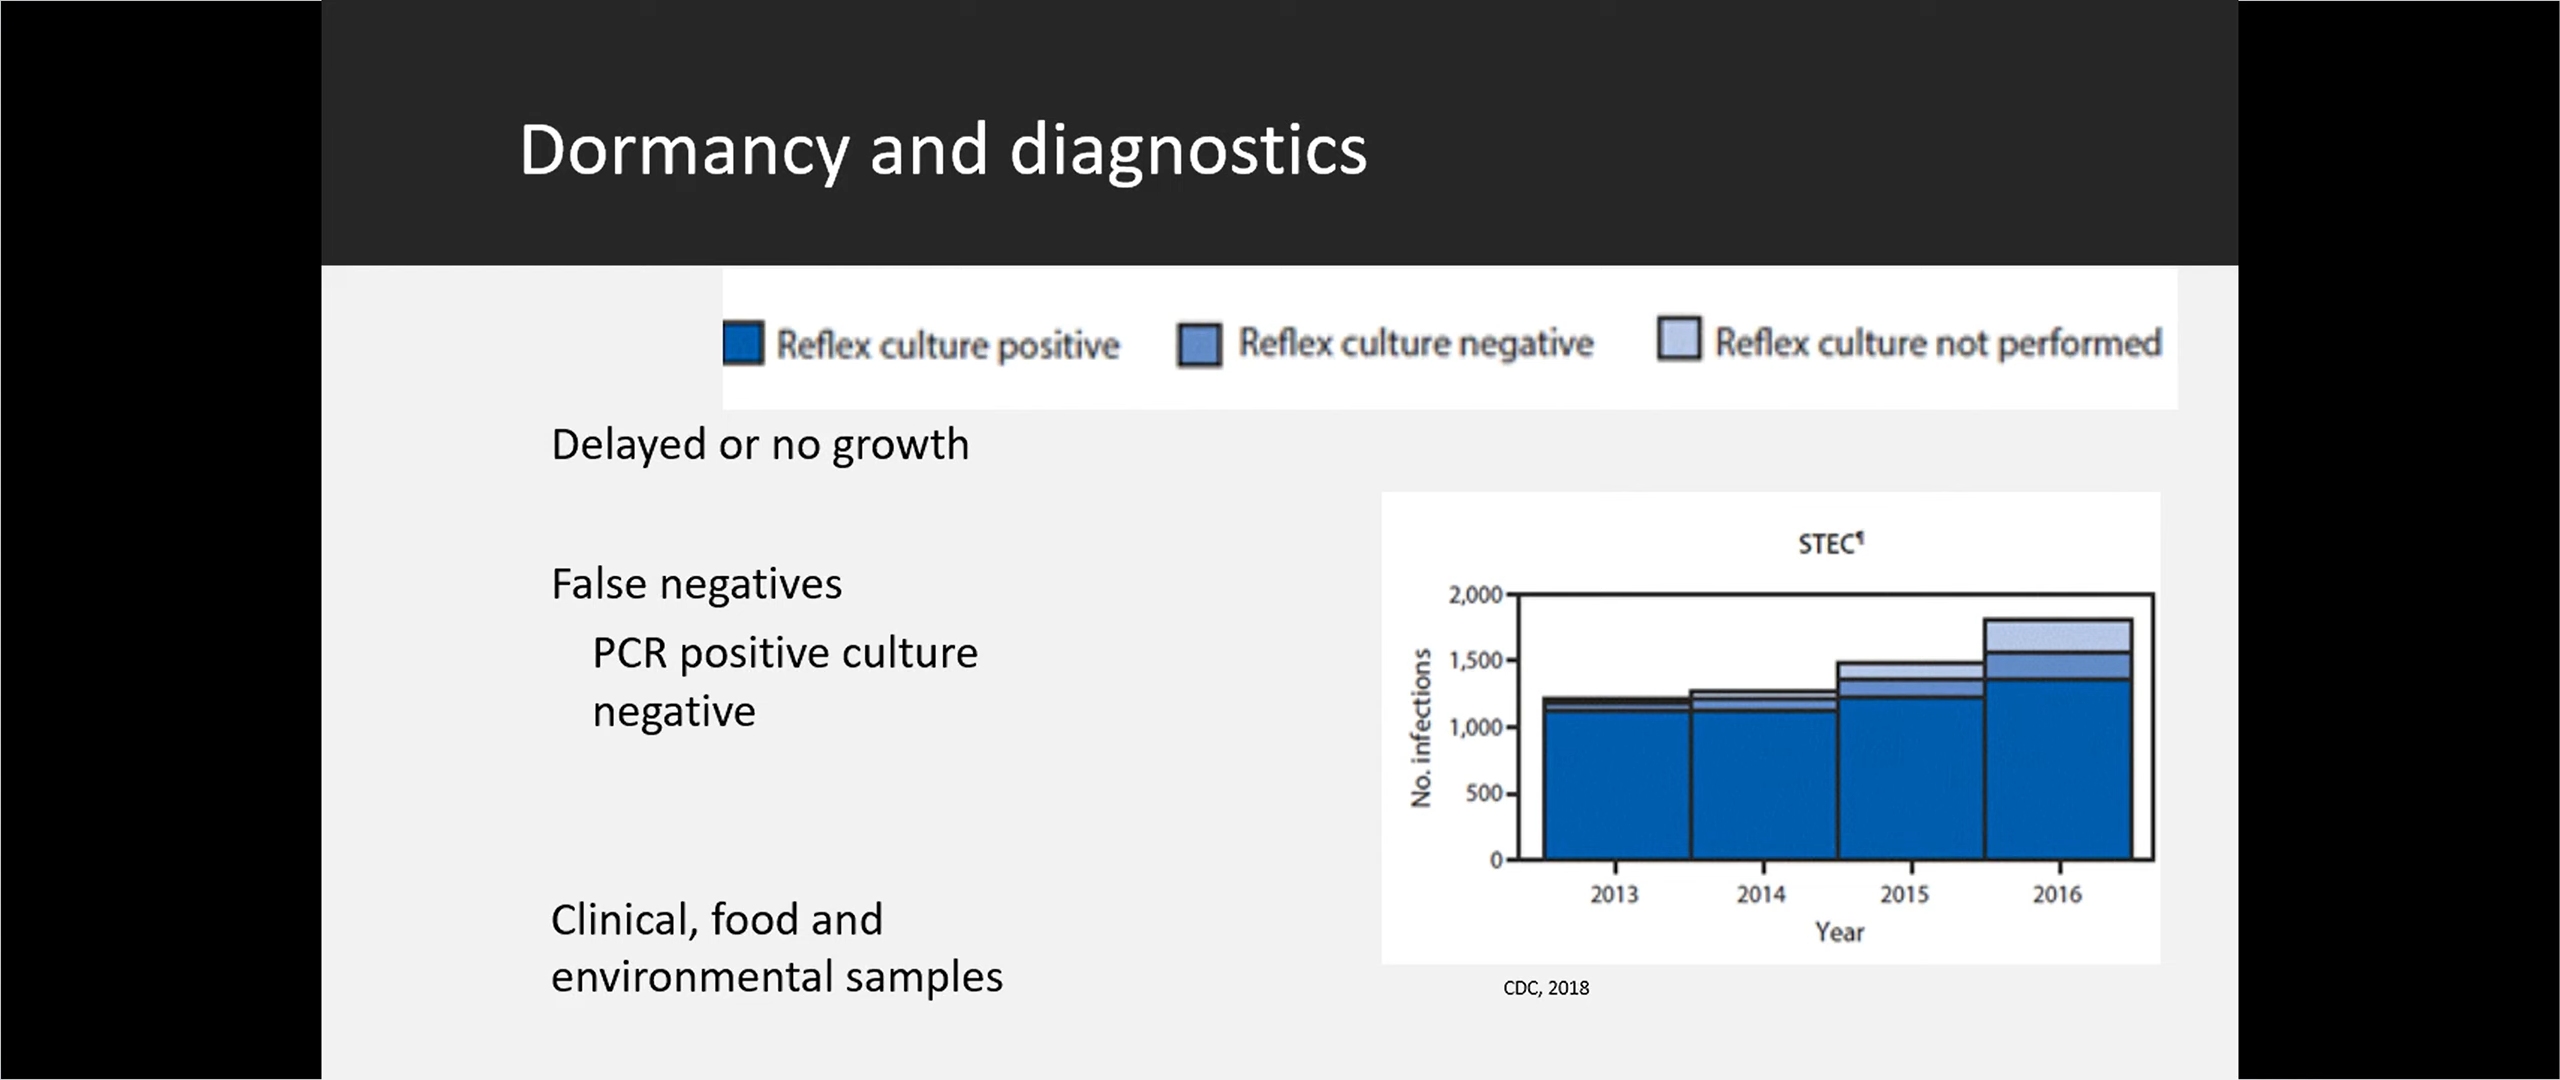 Dormancy and diagnostics
Reflex culture positive
Reflex culture negative
Reflex culture not performed
Delayed or no growth
False negatives
PCR positive culture
negative
Clinical, food and
environmental samples
STEC¶
2,000
1,500
1,000
500
0
No. infections
2013
2014
2015
2016
Year
CDC, 2018